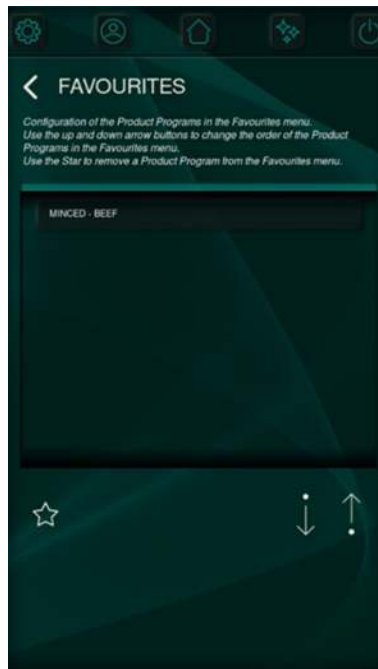 FAVOURITES
Configuration of the Product Programs in the Favourites menu.
Use the up and down arrow buttons to change the order of the Product
Programs in the Favourites menu.
Use the Star to remove a Product Program from the Favourites menu.
MINCED - BEEF